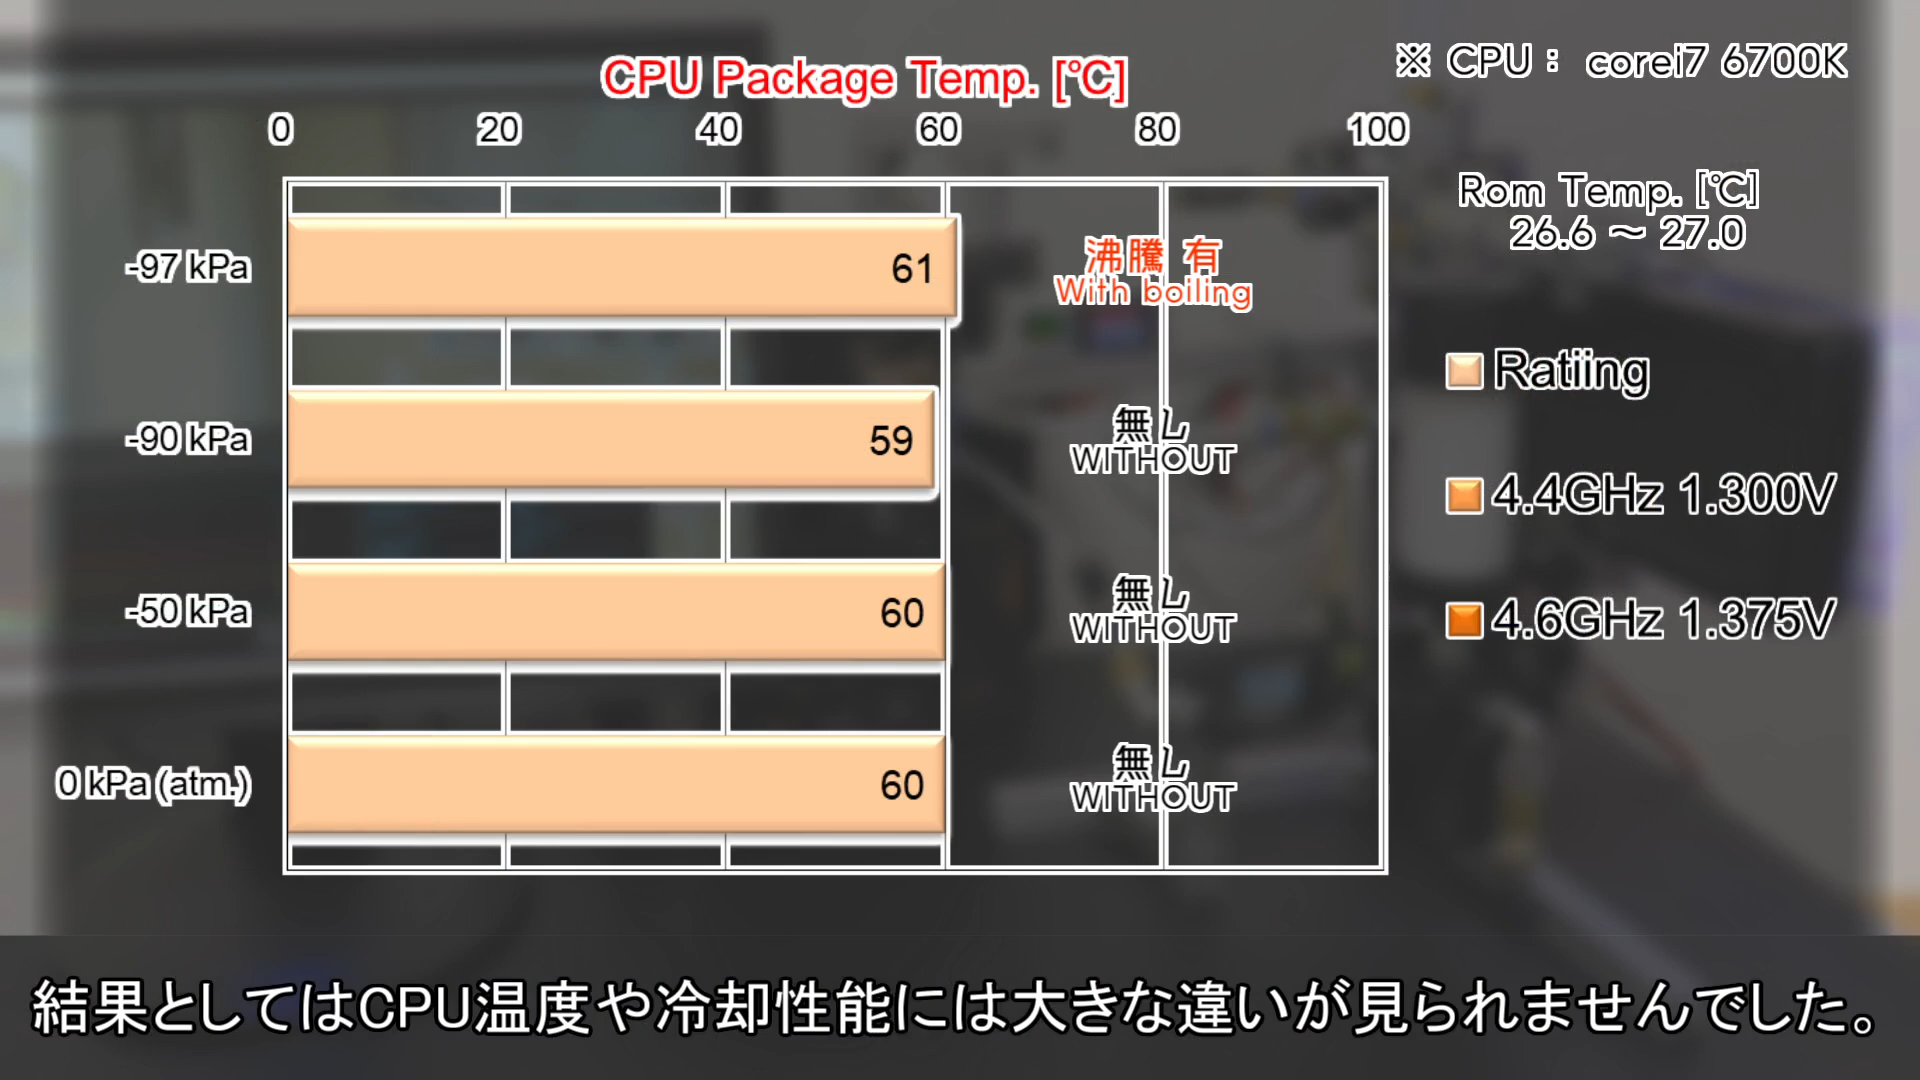 CPU Package Temp. [℃]
※ CPU： corei7 6700K
0 20 40 60 80 100
Rom Temp. [℃]
26.6 ～ 27.0
-97 kPa
61
沸騰 有
With boiling
-90 kPa
59
無し
WITHOUT
-50 kPa
60
無し
WITHOUT
0 kPa (atm.)
60
無し
WITHOUT
Ratiing
4.4GHz 1.300V
4.6GHz 1.375V
結果としてはCPU温度や冷却性能には大きな違いが見られませんでした。